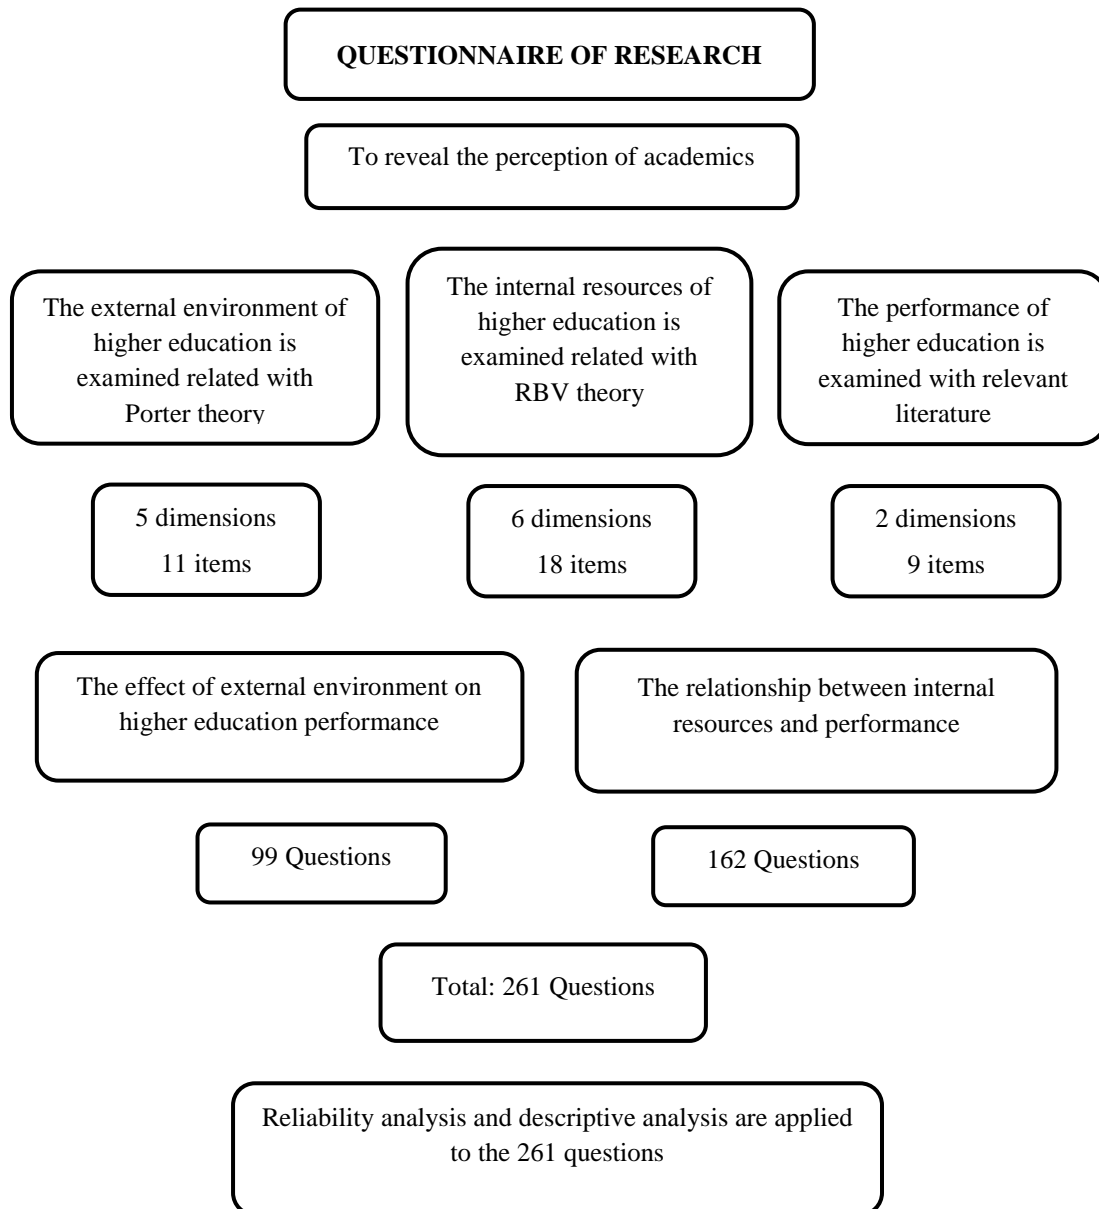 QUESTIONNAIRE OF RESEARCH
To reveal the perception of academics
The external environment of
higher education is
examined related with
Porter theory
The internal resources of
higher education is
examined related with
RBV theory
The performance of
higher education is
examined with relevant
literature
5 dimensions
11 items
6 dimensions
18 items
2 dimensions
9 items
The effect of external environment on
higher education performance
The relationship between internal
resources and performance
99 Questions
162 Questions
Total: 261 Questions
Reliability analysis and descriptive analysis are applied
to the 261 questions